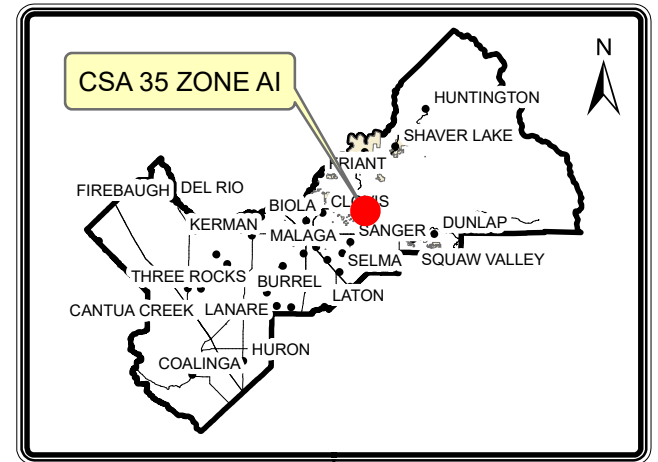 N
CSA 35 ZONE AI
HUNTINGTON
SHAVER LAKE
FRIANT
FIREBAUGH
DEL RIO
BIOLA
CLOVIS
KERMAN
MALAGA
SANGER
DUNLAP
SELMA
SQUAW VALLEY
THREE ROCKS
BURREL
LATON
CANTUA CREEK
LANARE
HURON
COALINGA